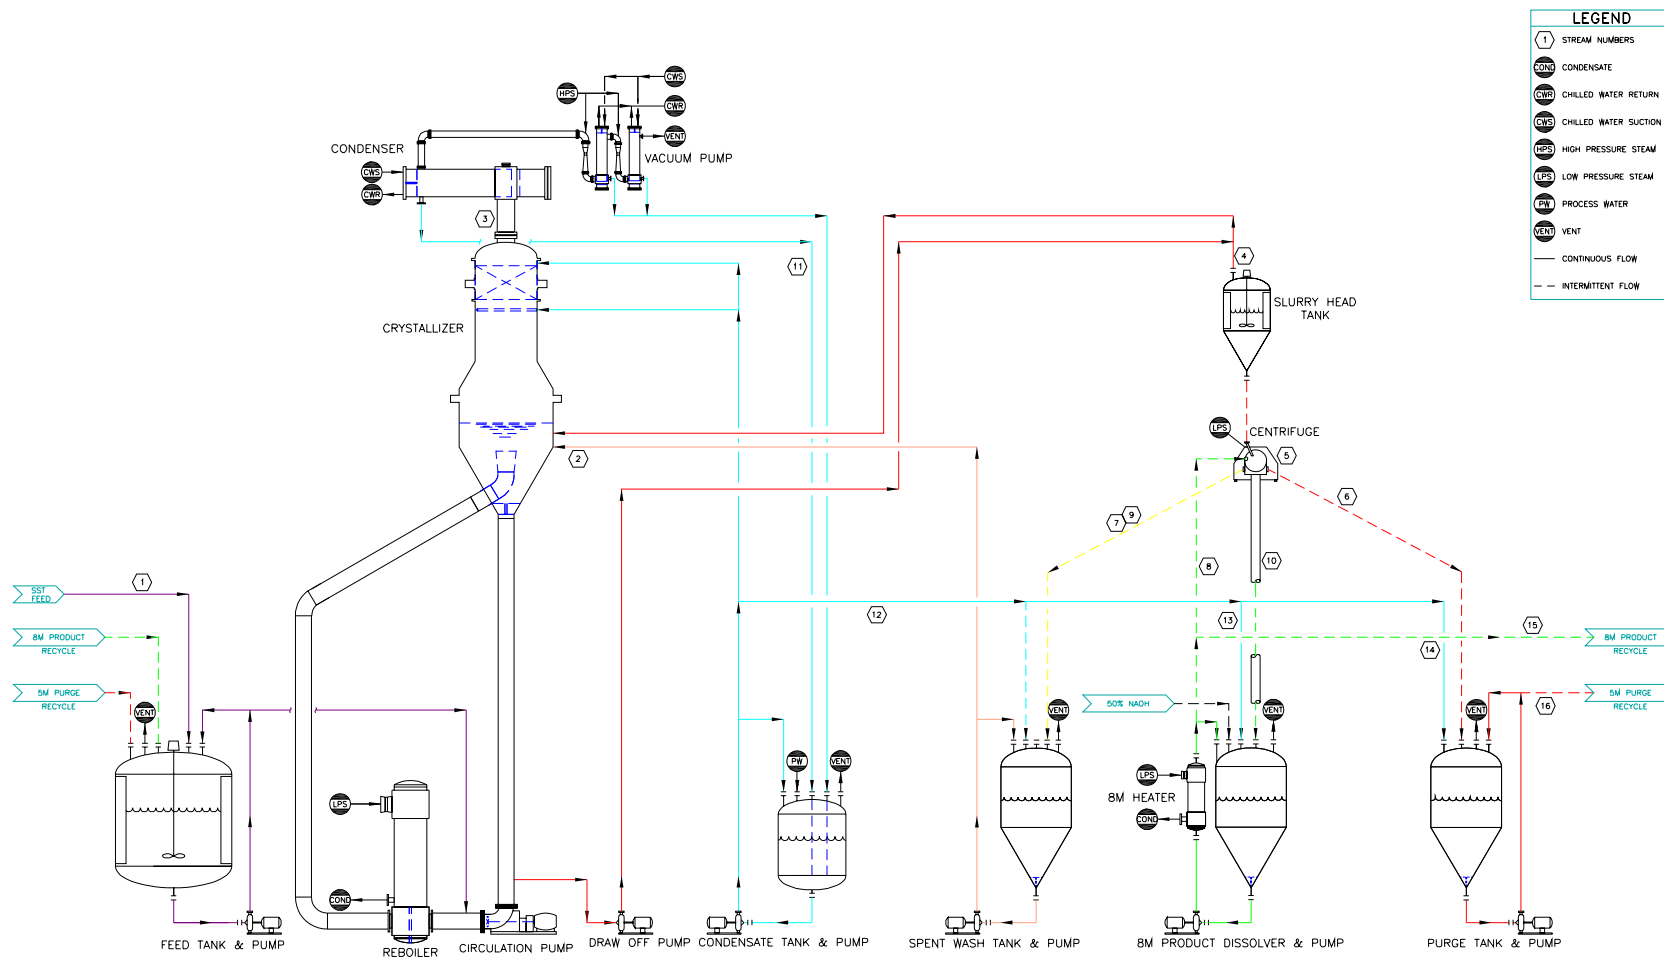 LEGEND
1 STREAM NUMBERS
COND CONDENSATE
CWR CHILLED WATER RETURN
CWS CHILLED WATER SUCTION
HPS HIGH PRESSURE STEAM
LPS LOW PRESSURE STEAM
PW PROCESS WATER
VENT VENT
CONTINUOUS FLOW
INTERMITTENT FLOW
CWS
HPS
CWR
VENT
CONDENSER
VACUUM PUMP
CWS
CWR
3
11
4
CRYSTALLIZER
SLURRY HEAD
TANK
LPS
CENTRIFUGE
2
5
6
7
9
8
10
1
SST
FEED
12
13
15
8M PRODUCT
RECYCLE
14
8M PRODUCT
RECYCLE
5M PURGE
RECYCLE
VENT
50% NAOH
VENT
VENT
VENT
16
5M PURGE
RECYCLE
PW
VENT
LPS
8M HEATER
LPS
COND
COND
FEED TANK & PUMP
REBOILER
CIRCULATION PUMP
DRAW OFF PUMP
CONDENSATE TANK & PUMP
SPENT WASH TANK & PUMP
8M PRODUCT DISSOLVER & PUMP
PURGE TANK & PUMP